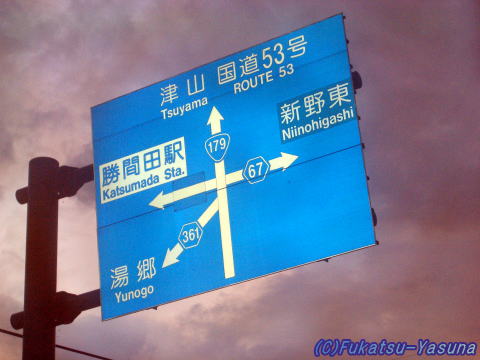 津山 国道53号
Tsuyama ROUTE 53
179
新野東
Niinohigashi
勝間田駅
Katsumada Sta.
67
361
湯郷
Yunogo
(C)Fukatsu-Yasuna